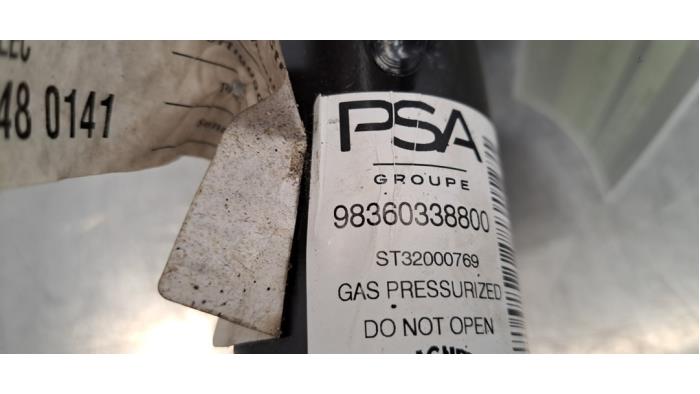 48 0141
PSA
GROUPE
98360338800
ST32000769
GAS PRESSURIZED
DO NOT OPEN